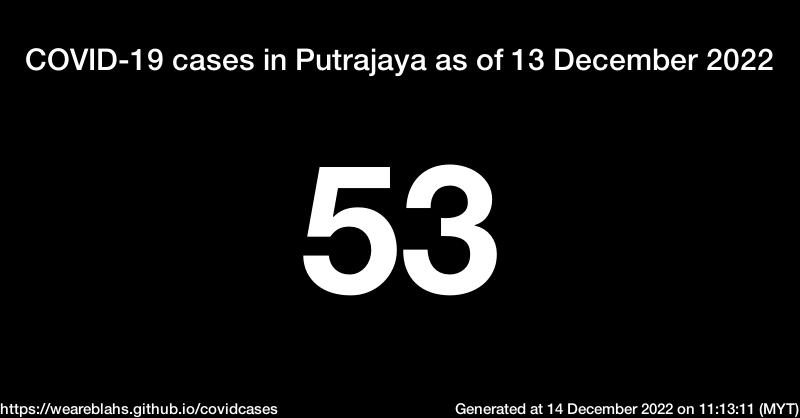 COVID-19 cases in Putrajaya as of 13 December 2022
53
https://weareblahs.github.io/covidcases
Generated at 14 December 2022 on 11:13:11 (MYT)